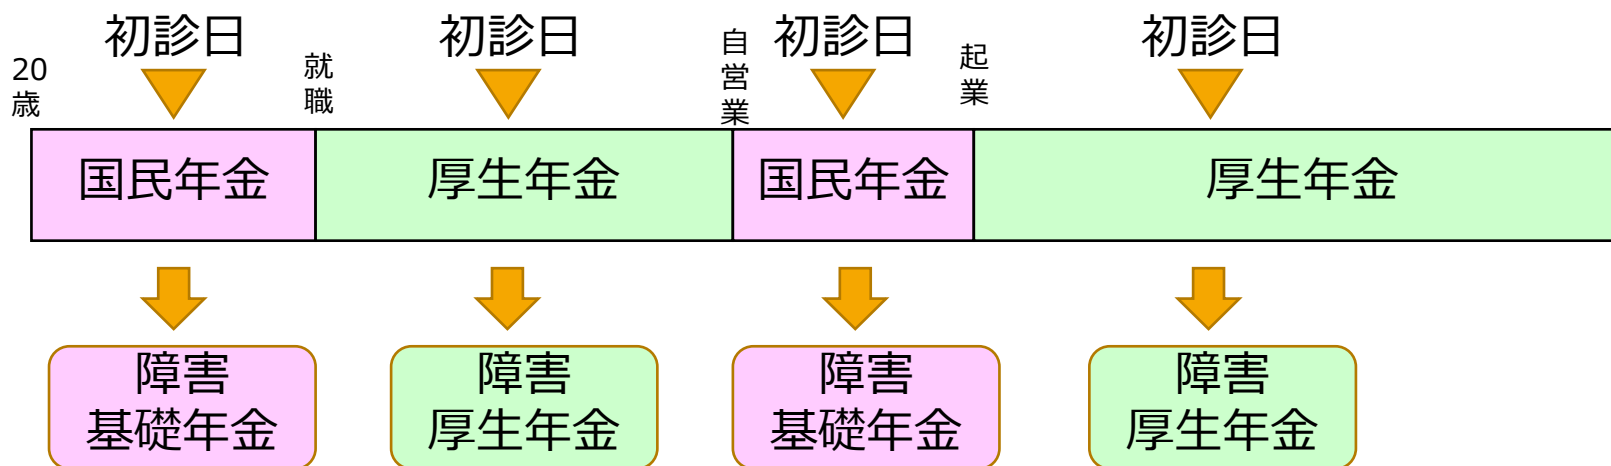 初診日
初診日
初診日
初診日
20
歳
就職
自営業
起業
国民年金
厚生年金
国民年金
厚生年金
障害
基礎年金
障害
厚生年金
障害
基礎年金
障害
厚生年金